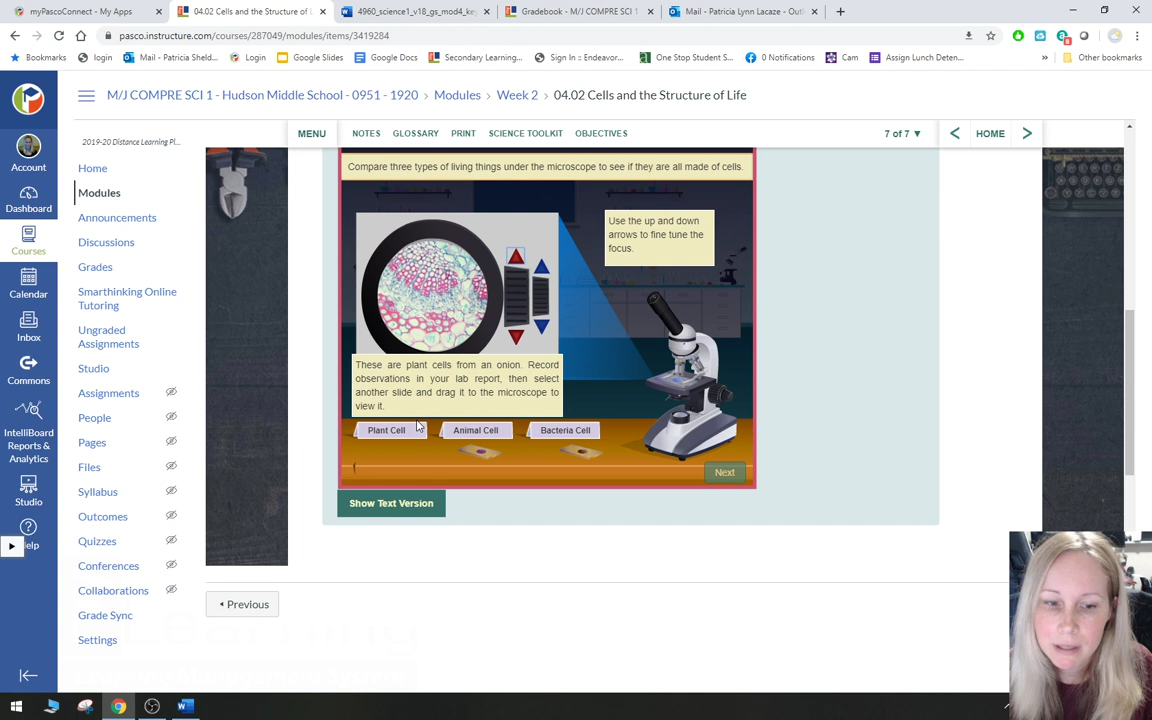 myPascoConnect - My Apps
04.02 Cells and the Structure of L
4960_science1_v18_gs_mod4_ke
Gradebook - M/J COMPRE SCI 1
Mail - Patricia Lynn Lacaze - Out
pasco.instructure.com/courses/287049/modules/items/3419284
Bookmarks
login
Mail - Patricia Sheld...
Login
Google Slides
Google Docs
Secondary Learning...
Sign In :: Endeavor...
One Stop Student S...
0 Notifications
Cam
Assign Lunch Deten...
»
Other bookmarks
M/J COMPRE SCI 1 - Hudson Middle School - 0951 - 1920 > Modules > Week 2 > 04.02 Cells and the Structure of Life
Account
Dashboard
Courses
Calendar
Inbox
Commons
IntelliBoard
Reports &
Analytics
Studio
elp
2019-20 Distance Learning Pl...
Home
Modules
Announcements
Discussions
Grades
Smarthinking Online
Tutoring
Ungraded
Assignments
Studio
Assignments
People
Pages
Files
Syllabus
Outcomes
Quizzes
Conferences
Collaborations
Grade Sync
Settings
MENU NOTES GLOSSARY PRINT SCIENCE TOOLKIT OBJECTIVES 7 of 7 ▼ < HOME >
Compare three types of living things under the microscope to see if they are all made of cells.
Use the up and down
arrows to fine tune the
focus.
These are plant cells from an onion. Record
observations in your lab report, then select
another slide and drag it to the microscope to
view it.
Plant Cell
Animal Cell
Bacteria Cell
Next
Show Text Version
Previous